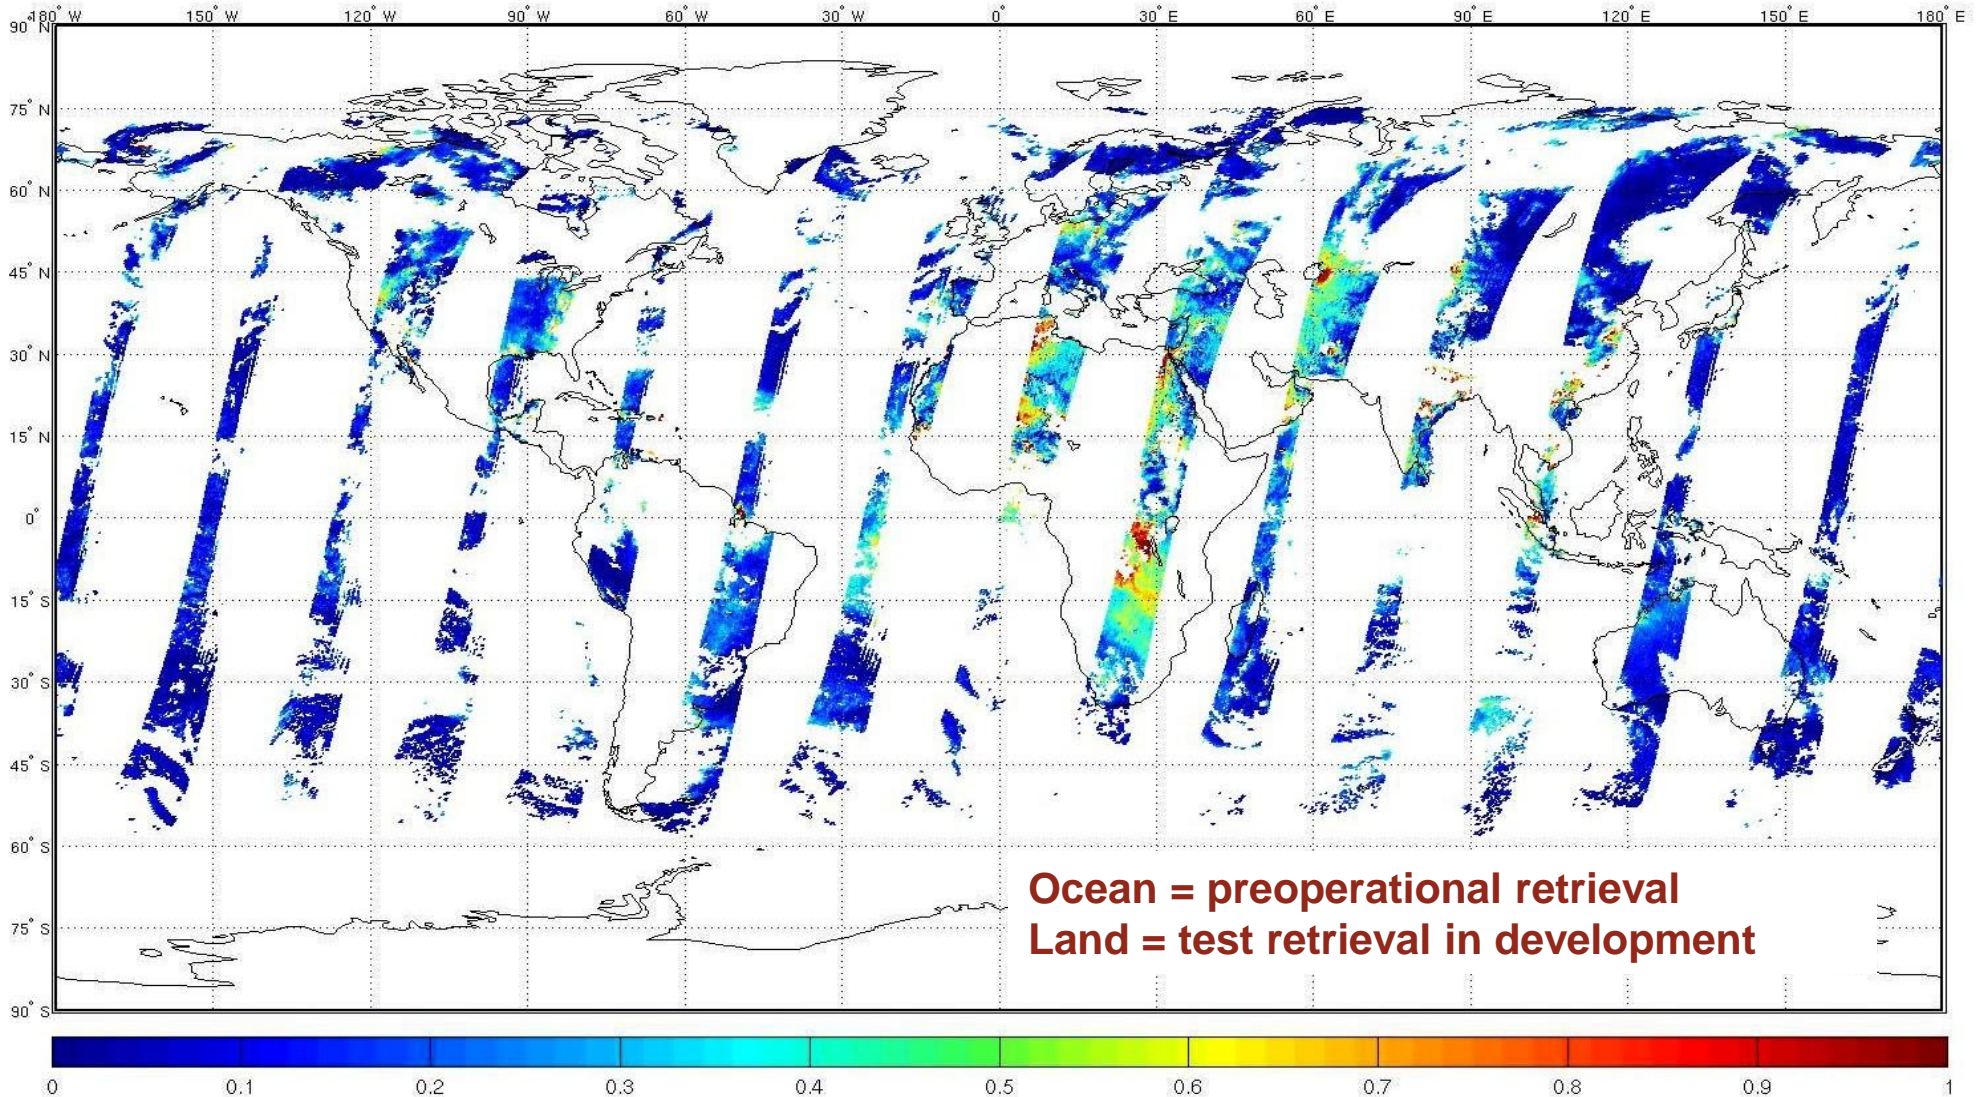 180° W 150° W 120° W 90° W 60° W 30° W 0° 30° E 60° E 90° E 120° E 150° E 180° E
90° N
75° N
60° N
45° N
30° N
15° N
0°
15° S
30° S
45° S
60° S
75° S
90° S
Ocean = preoperational retrieval
Land = test retrieval in development
0 0.1 0.2 0.3 0.4 0.5 0.6 0.7 0.8 0.9 1